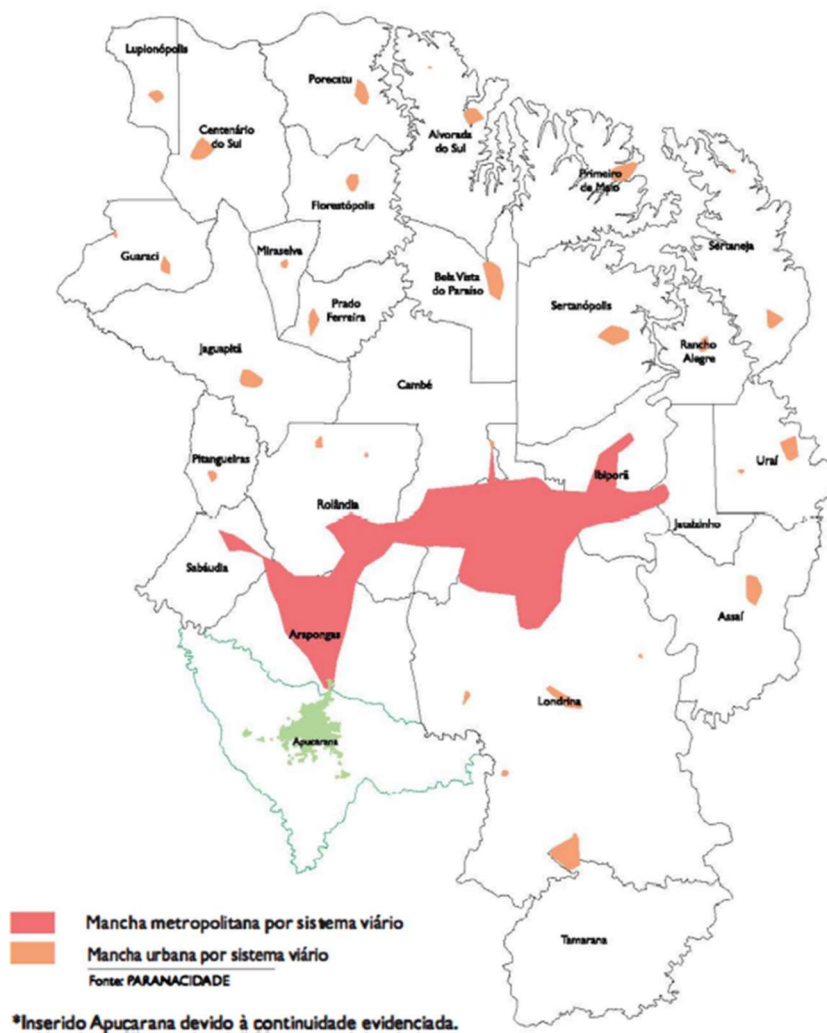 Lupionópolis
Porecatu
Centenário
do Sul
Alvorada
do Sul
Primeiro
de Maio
Florestópolis
Sertaneja
Guaraci
Miraselva
Bela Vista
do Paraíso
Prado
Ferreira
Sertanópolis
Rancho
Alegre
Jaguapitã
Cambé
Pitangueiras
Uraí
Ibiporã
Rolândia
Jataizinho
Sabáudia
Assaí
Arapongas
Londrina
Apucarana
Mancha metropolitana por sistema viário
Tamarana
Mancha urbana por sistema viário
Fonte: PARANACIDADE
*Inserido Apucarana devido à continuidade evidenciada.